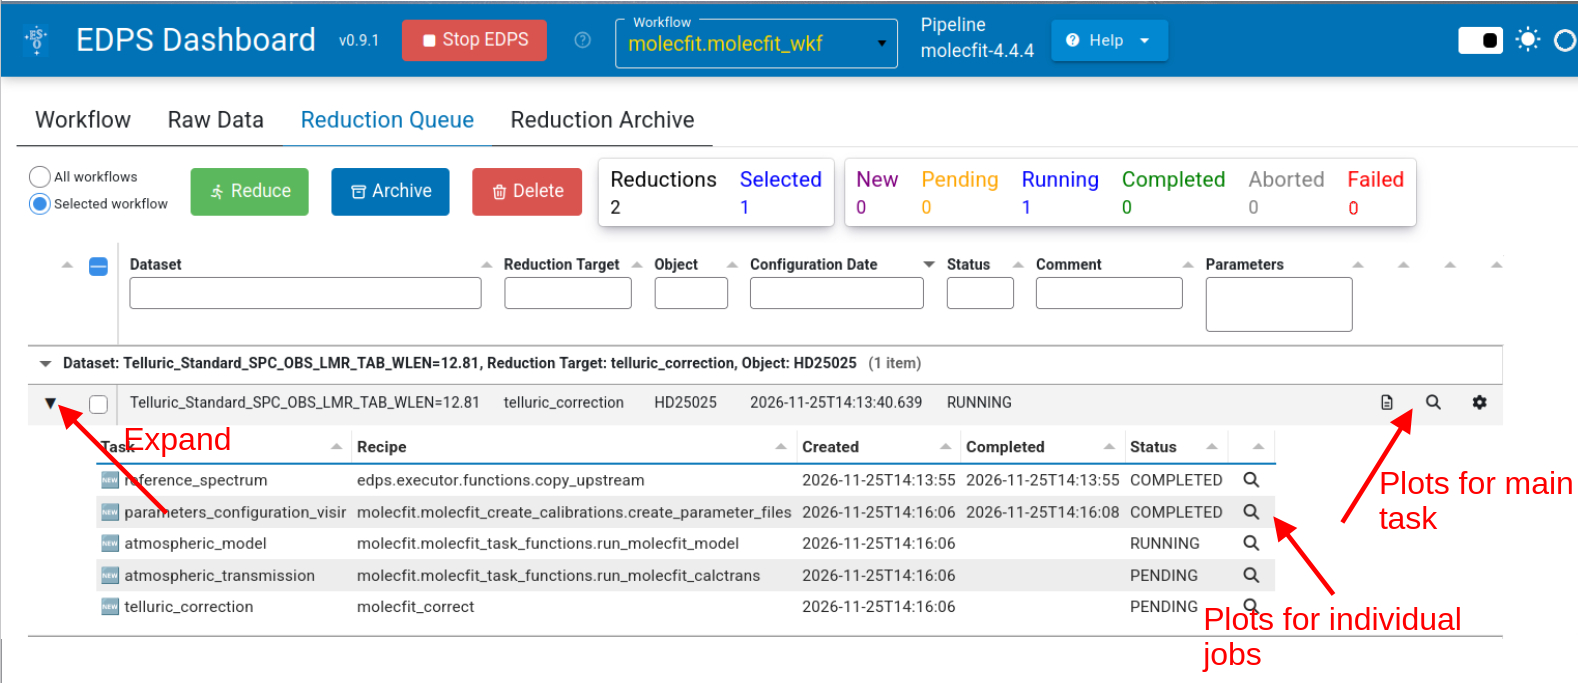 ESO EDPS Dashboard v0.9.1 Stop EDPS ? Workflow molecfit.molecfit_wkf Pipeline molecfit-4.4.4 ? Help
Workflow Raw Data Reduction Queue Reduction Archive
All workflows
Selected workflow
Reduce Archive Delete
Reductions Selected New Pending Running Completed Aborted Failed
2 1 0 0 1 0 0 0
Dataset Reduction Target Object Configuration Date Status Comment Parameters
Dataset: Telluric_Standard_SPC_OBS_LMR_TAB_WLEN=12.81, Reduction Target: telluric_correction, Object: HD25025 (1 item)
Telluric_Standard_SPC_OBS_LMR_TAB_WLEN=12.81 telluric_correction HD25025 2026-11-25T14:13:40.639 RUNNING
Expand
Plots for main task
Task Recipe Created Completed Status
NEW reference_spectrum edps.executor.functions.copy_upstream 2026-11-25T14:13:55 2026-11-25T14:13:55 COMPLETED
NEW parameters_configuration_visir molecfit.molecfit_create_calibrations.create_parameter_files 2026-11-25T14:16:06 2026-11-25T14:16:08 COMPLETED
NEW atmospheric_model molecfit.molecfit_task_functions.run_molecfit_model 2026-11-25T14:16:06 RUNNING
NEW atmospheric_transmission molecfit.molecfit_task_functions.run_molecfit_calctrans 2026-11-25T14:16:06 PENDING
NEW telluric_correction molecfit_correct 2026-11-25T14:16:06 PENDING
Plots for individual
jobs